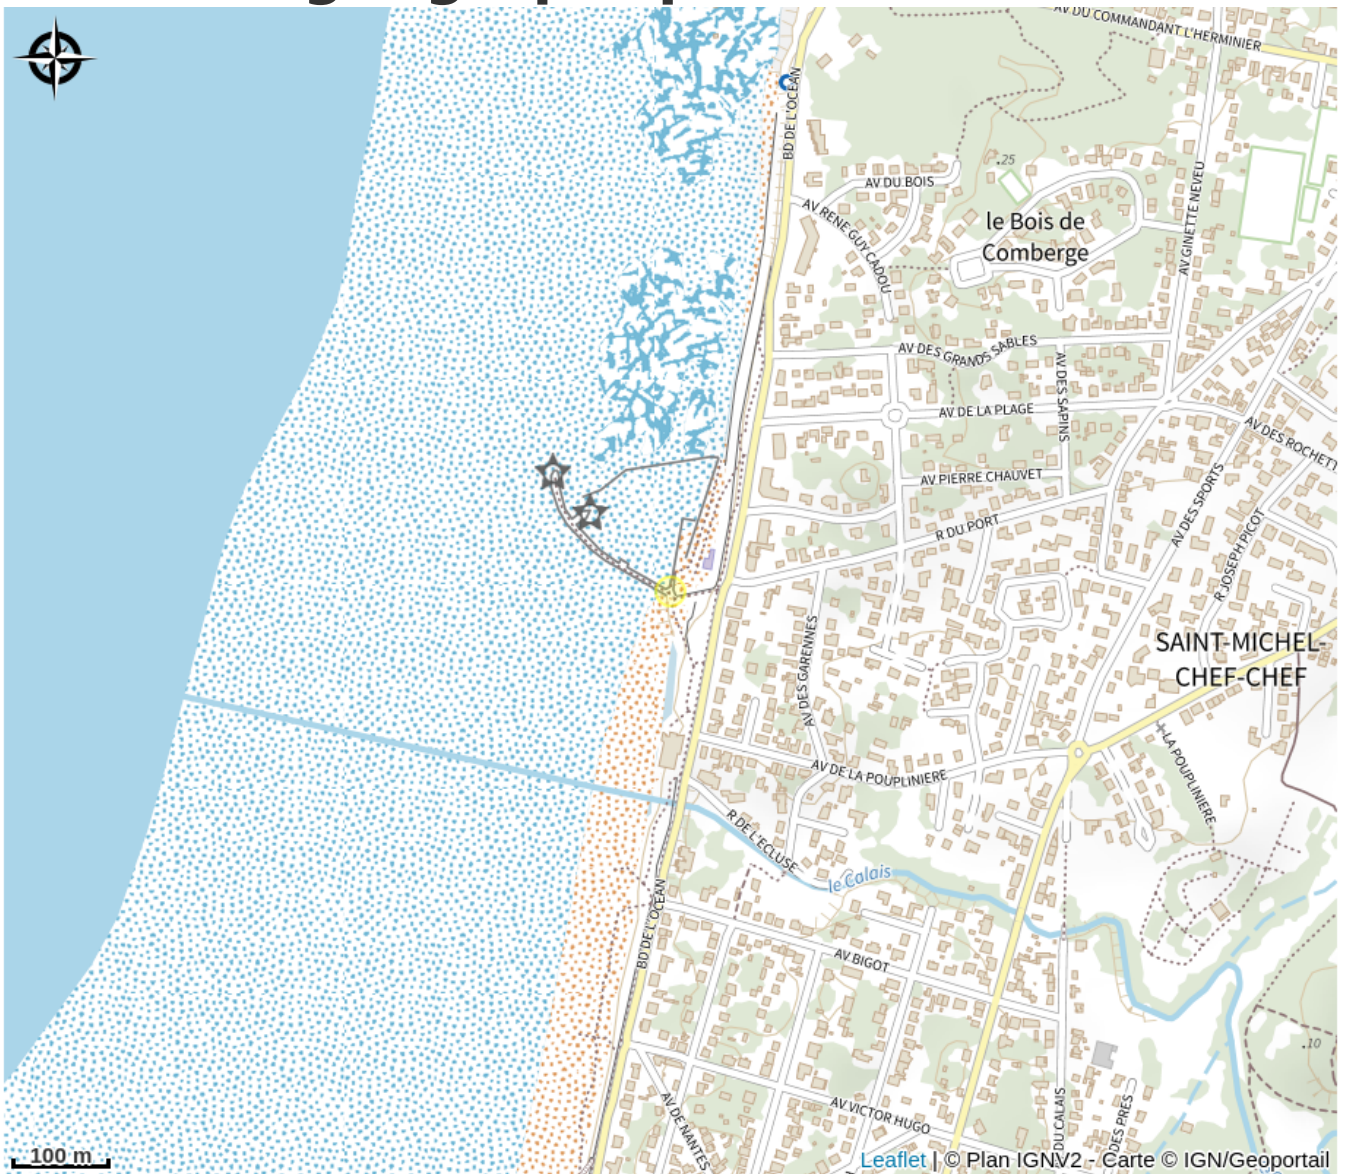 AV DU COMMANDANT L'HERMINIER
BD DE L'OCEAN
.25
AV DU BOIS
AV GINETTE NEVEU
AV RENE GUY CADOU
le Bois de
Comberge
AV DES GRANDS SABLES
AV DES SAPINS
AV DE LA PLAGE
AV DES ROCHETT
AV PIERRE CHAUVET
AV DES SPORTS
R DU PORT
R JOSEPH PICOT
AV DES GARENNES
SAINT-MICHEL-
CHEF-CHEF
LA POUPLINIERE
AV DE LA POUPLINIERE
R DE L'ECLUSE
le Calais
BD DE L'OCEAN
AV BIGOT
.10
AV VICTOR HUGO
AV DE NANTES
DU CALAIS
DES PRES
100 m
Leaflet | © Plan IGNV2 - Carte © IGN/Geoportail